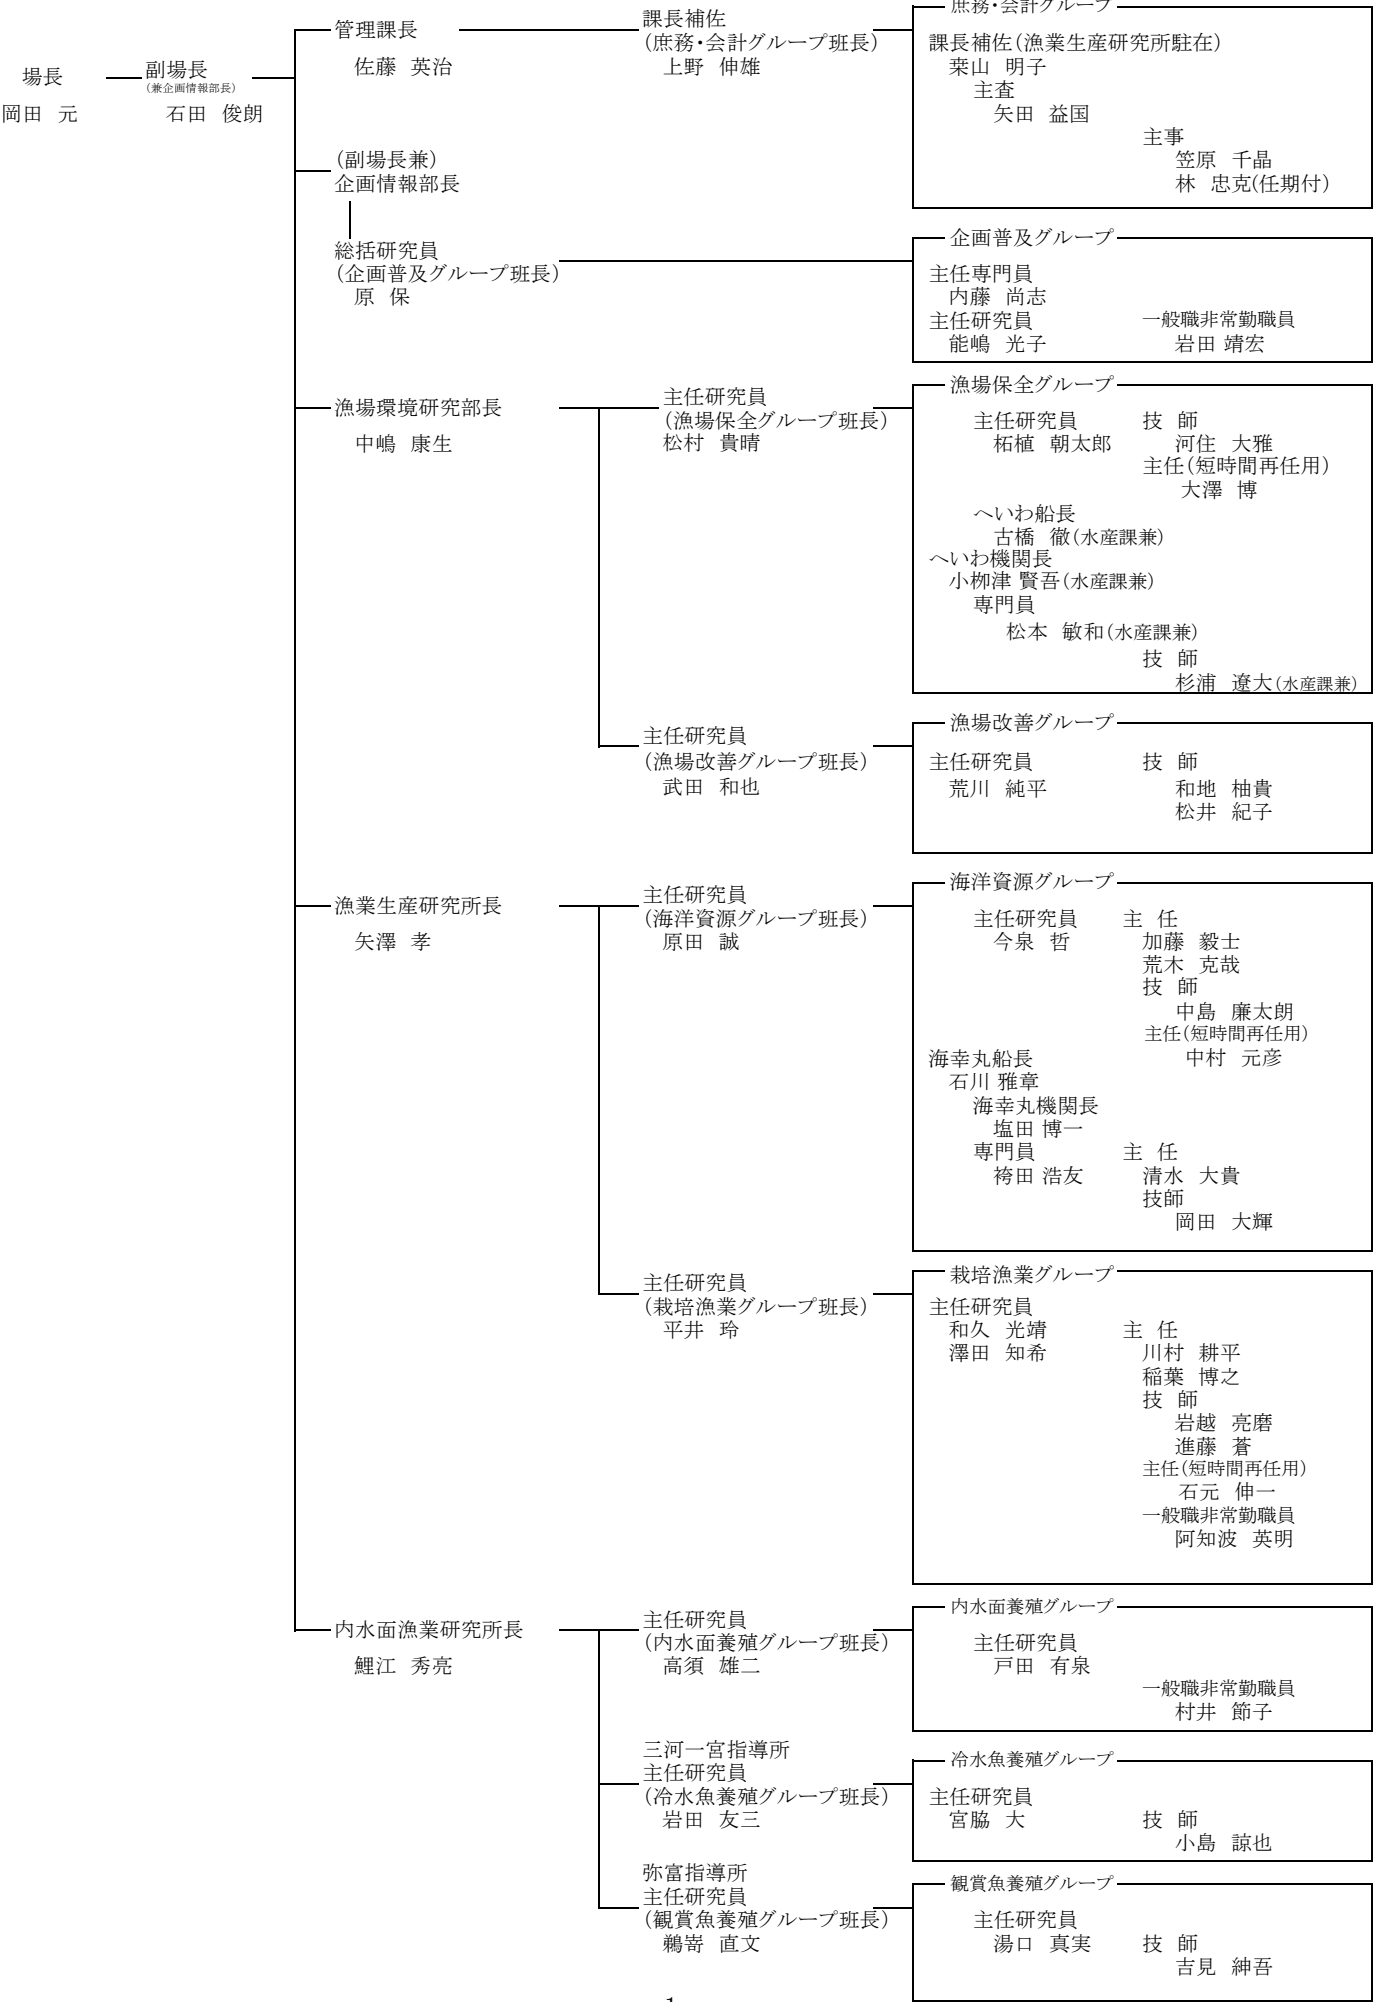 場長
岡田 元
副場長
(兼企画情報部長)
石田 俊朗
管理課長
佐藤 英治
課長補佐
(庶務・会計グループ班長)
上野 伸雄
庶務・会計グループ
課長補佐(漁業生産研究所駐在)
桒山 明子
主査
矢田 益国
主事
笠原 千晶
林 忠克(任期付)
(副場長兼)
企画情報部長
総括研究員
(企画普及グループ班長)
原 保
企画普及グループ
主任専門員
内藤 尚志
主任研究員 一般職非常勤職員
能嶋 光子 岩田 靖宏
漁場環境研究部長
中嶋 康生
主任研究員
(漁場保全グループ班長)
松村 貴晴
漁場保全グループ
主任研究員 技 師
柘植 朝太郎 河住 大雅
主任(短時間再任用)
大澤 博
へいわ船長
古橋 徹(水産課兼)
へいわ機関長
小栁津 賢吾(水産課兼)
専門員
松本 敏和(水産課兼)
技 師
杉浦 遼大(水産課兼)
主任研究員
(漁場改善グループ班長)
武田 和也
漁場改善グループ
主任研究員 技 師
荒川 純平 和地 柚貴
松井 紀子
漁業生産研究所長
矢澤 孝
主任研究員
(海洋資源グループ班長)
原田 誠
海洋資源グループ
主任研究員 主 任
今泉 哲 加藤 毅士
荒木 克哉
技 師
中島 廉太朗
主任(短時間再任用)
海幸丸船長 中村 元彦
石川 雅章
海幸丸機関長
塩田 博一
専門員 主 任
袴田 浩友 清水 大貴
技師
岡田 大輝
主任研究員
(栽培漁業グループ班長)
平井 玲
栽培漁業グループ
主任研究員
和久 光靖 主 任
澤田 知希 川村 耕平
稲葉 博之
技 師
岩越 亮磨
進藤 蒼
主任(短時間再任用)
石元 伸一
一般職非常勤職員
阿知波 英明
内水面漁業研究所長
鯉江 秀亮
主任研究員
(内水面養殖グループ班長)
高須 雄二
内水面養殖グループ
主任研究員
戸田 有泉
一般職非常勤職員
村井 節子
三河一宮指導所
主任研究員
(冷水魚養殖グループ班長)
岩田 友三
冷水魚養殖グループ
主任研究員
宮脇 大 技 師
小島 諒也
弥富指導所
主任研究員
(観賞魚養殖グループ班長)
鵜嵜 直文
観賞魚養殖グループ
主任研究員
湯口 真実 技 師
吉見 紳吾
1